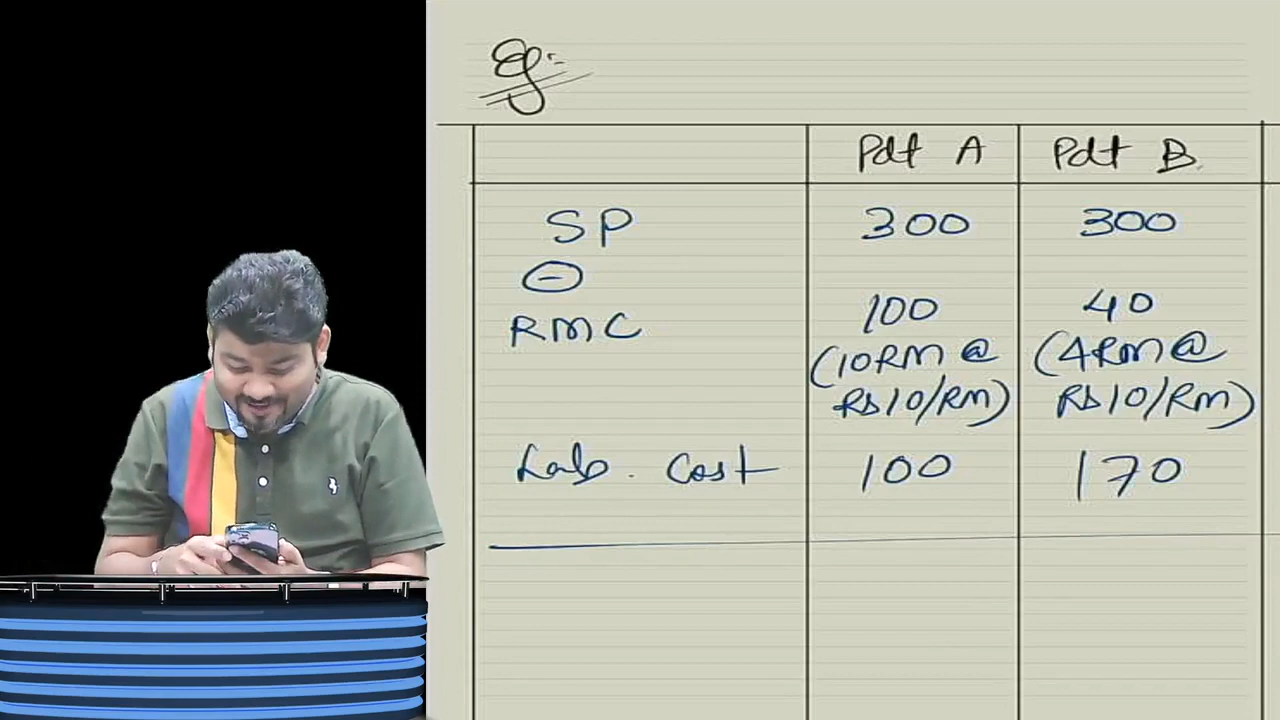 Eg:-
Pdt A Pdt B
SP 300 300
(-)
RMC 100 40
(10RM @ (4RM @
Rs10/RM) Rs10/RM)
Lab. Cost 100 170